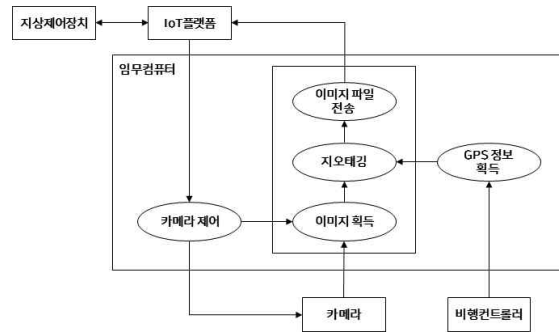 지상제어장치
IoT플랫폼
임무컴퓨터
이미지 파일
전송
지오태깅
GPS 정보
획득
카메라 제어
이미지 획득
카메라
비행컨트롤러